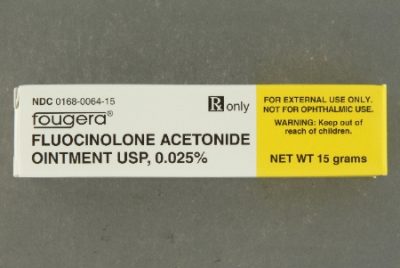 NDC 0168-0064-15
fougera®
Rx only
FLUOCINOLONE ACETONIDE
OINTMENT USP, 0.025%
FOR EXTERNAL USE ONLY.
NOT FOR OPHTHALMIC USE.
WARNING: Keep out of
reach of children.
NET WT 15 grams